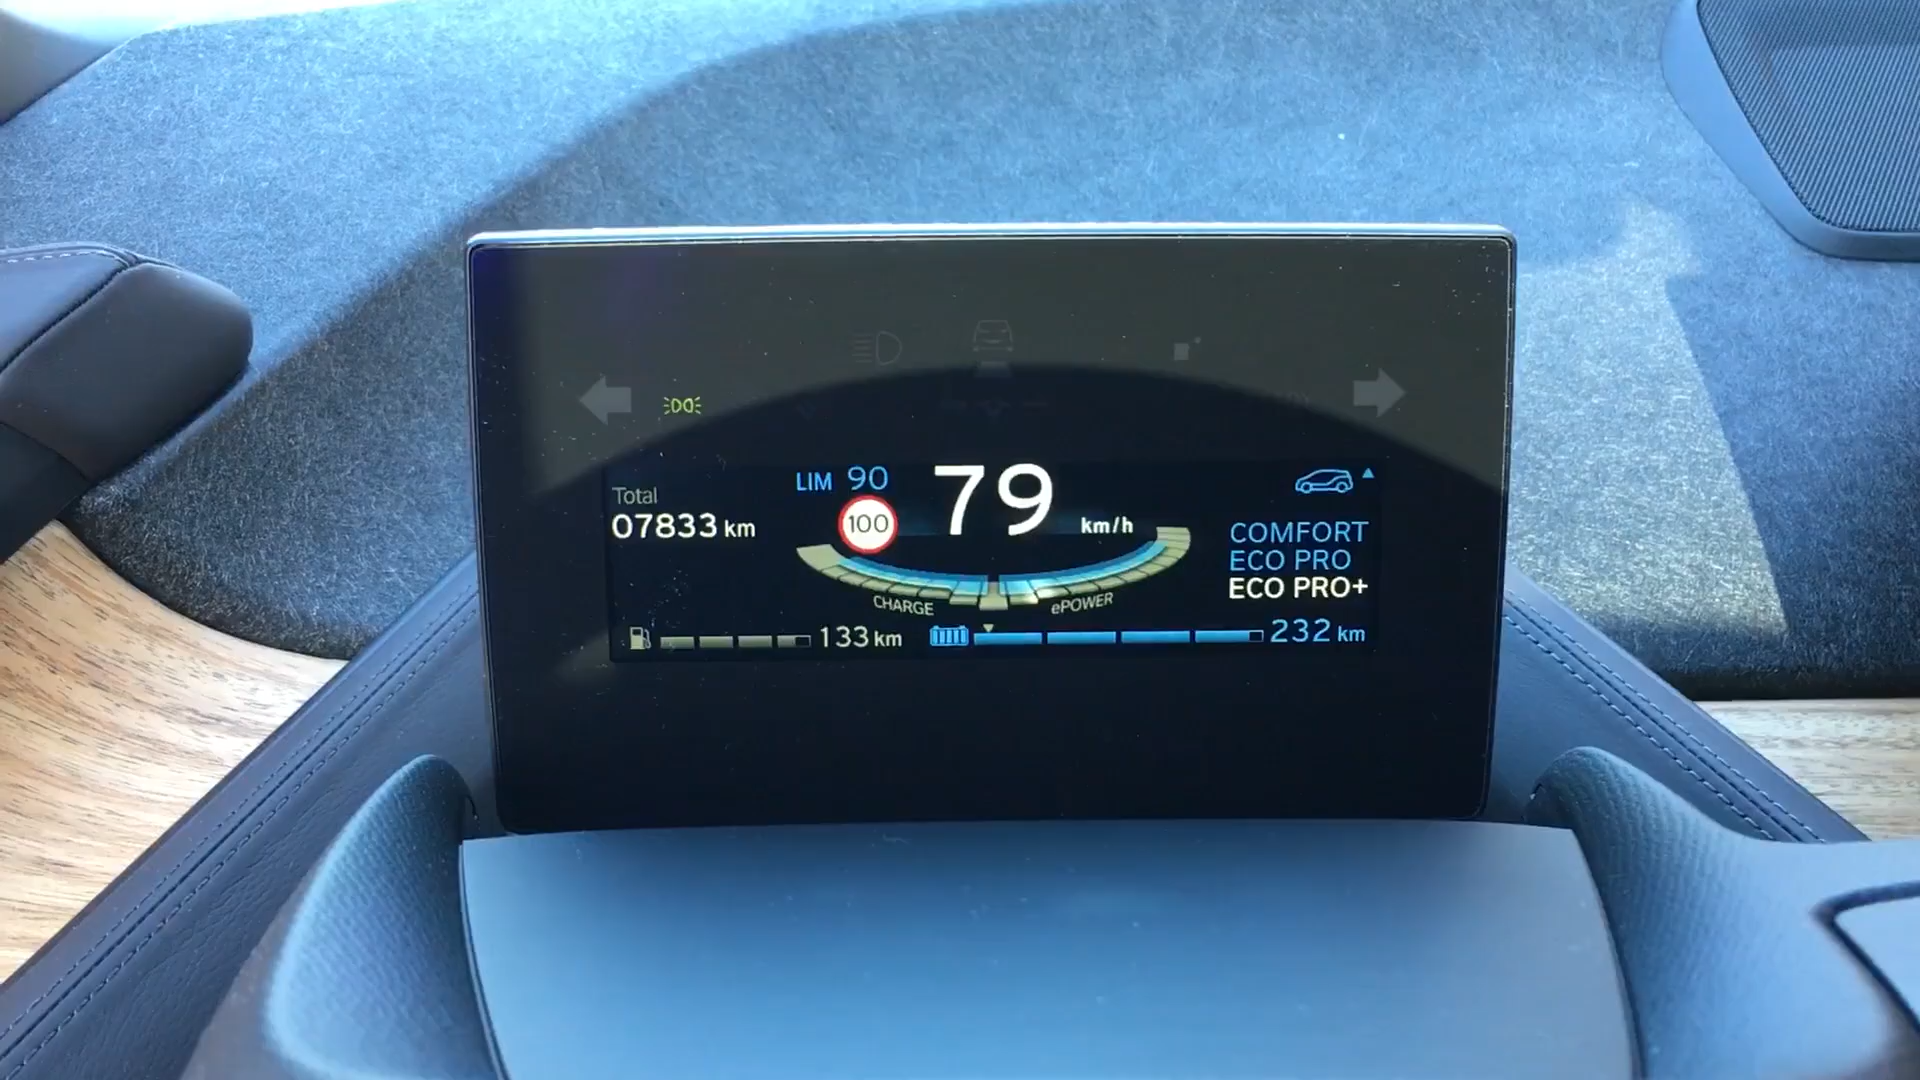 LIM 90
79
Total
07833 km
100
km/h
COMFORT
ECO PRO
ECO PRO+
CHARGE
ePOWER
133 km
232 km